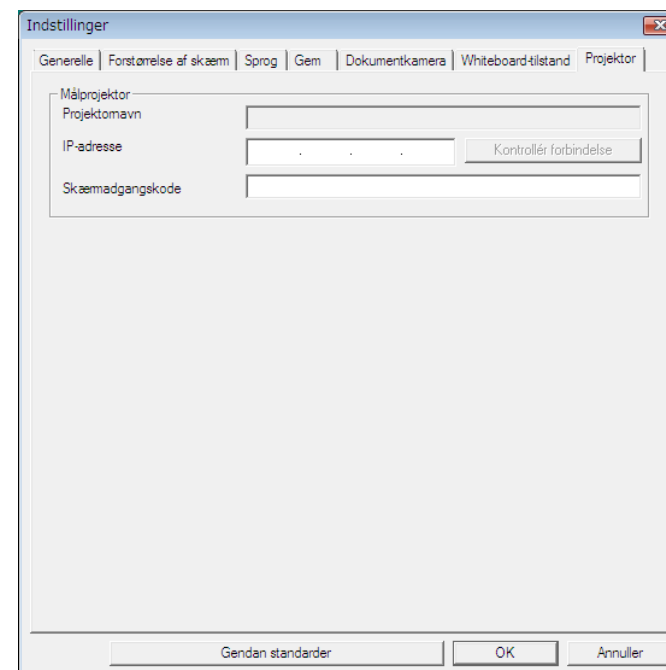 Indstillinger
Generelle Forstørrelse af skærm Sprog Gem Dokumentkamera Whiteboard-tilstand Projektor
Målprojektor
Projektornavn
IP-adresse . . . Kontrollér forbindelse
Skærmadgangskode
Gendan standarder OK Annuller